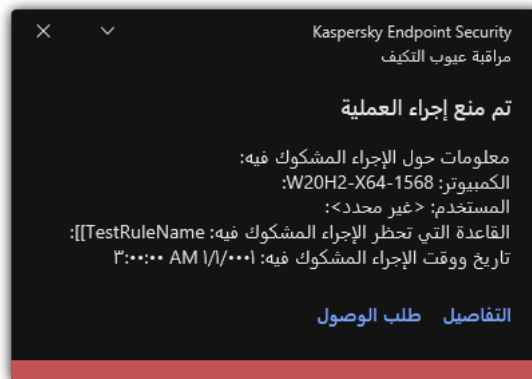 Kaspersky Endpoint Security
مراقبة عيوب التكيف
تم منع إجراء العملية
معلومات حول الإجراء المشكوك فيه:
الكمبيوتر: W20H2-X64-1568:
المستخدم: <غير محدد>:
القاعدة التي تحظر الإجراء المشكوك فيه: TestRuleName]]:
تاريخ ووقت الإجراء المشكوك فيه: ١/١/٠٠٠١ ٣:٠٠:٠٠ AM
التفاصيل
طلب الوصول